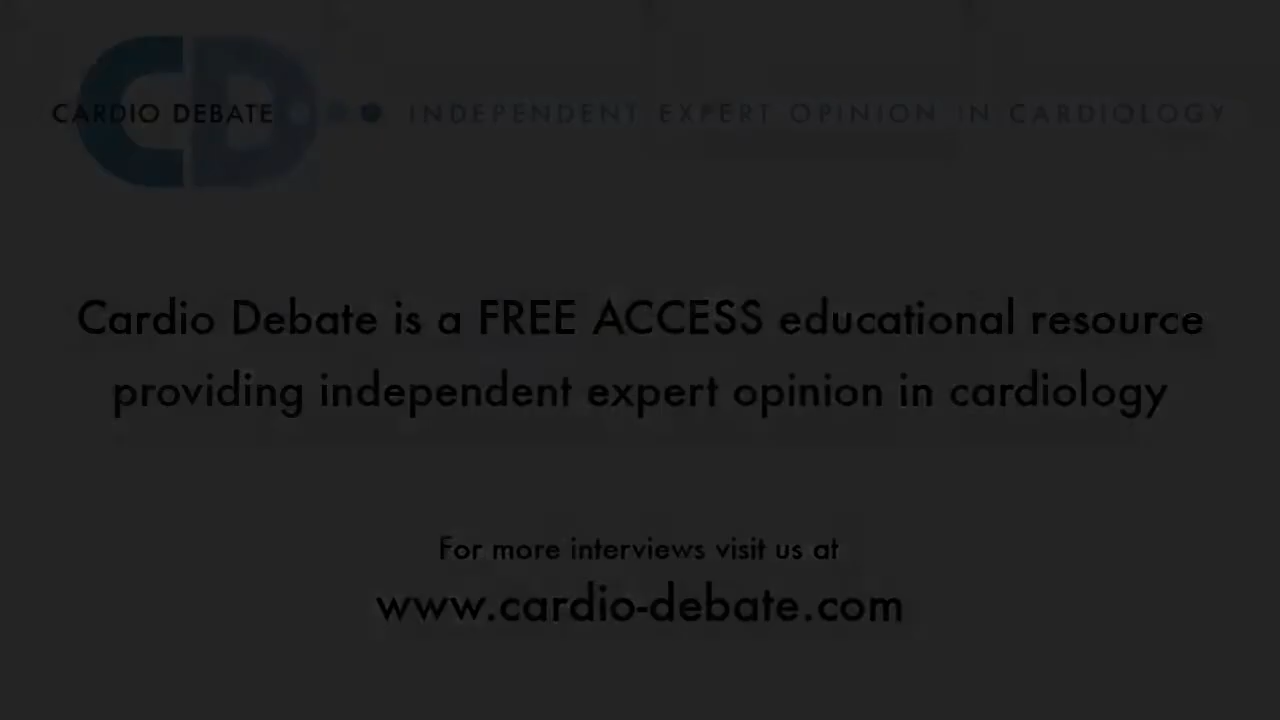 CARDIO DEBATE INDEPENDENT EXPERT OPINION IN CARDIOLOGY
Cardio Debate is a FREE ACCESS educational resource
providing independent expert opinion in cardiology
For more interviews visit us at
www.cardio-debate.com